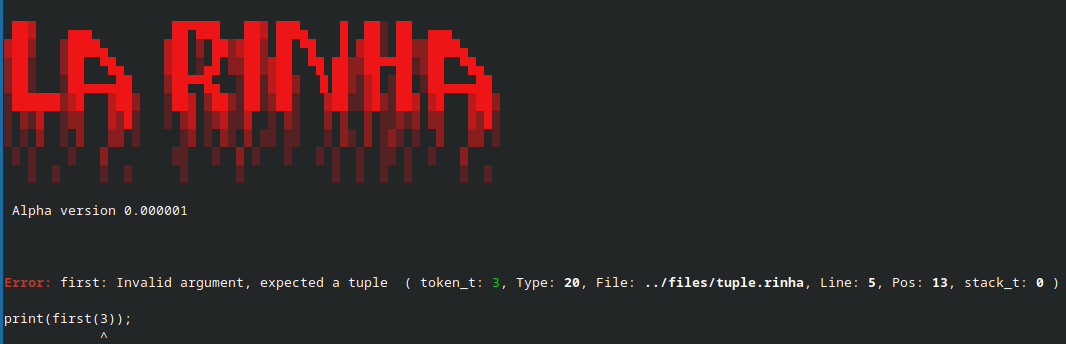 LA RINHA
Alpha version 0.000001
Error: first: Invalid argument, expected a tuple ( token_t: 3, Type: 20, File: ../files/tuple.rinha, Line: 5, Pos: 13, stack_t: 0 )
print(first(3));
^